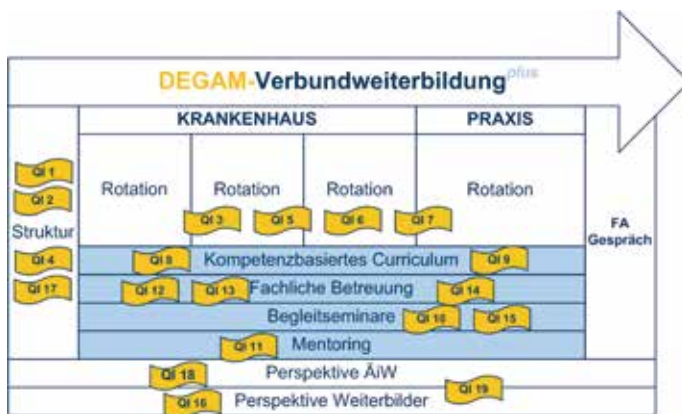 DEGAM-Verbundweiterbildung plus
KRANKENHAUS PRAXIS
QI 1
QI 2
Struktur
QI 4
QI 17
Rotation Rotation Rotation Rotation
QI 3 QI 5 QI 6 QI 7
FA
Gespräch
QI 8 Kompetenzbasiertes Curriculum QI 9
QI 12 QI 13 Fachliche Betreuung QI 14
Begleitseminare QI 10 QI 15
QI 11 Mentoring
QI 18 Perspektive ÄiW QI 19
QI 16 Perspektive Weiterbilder